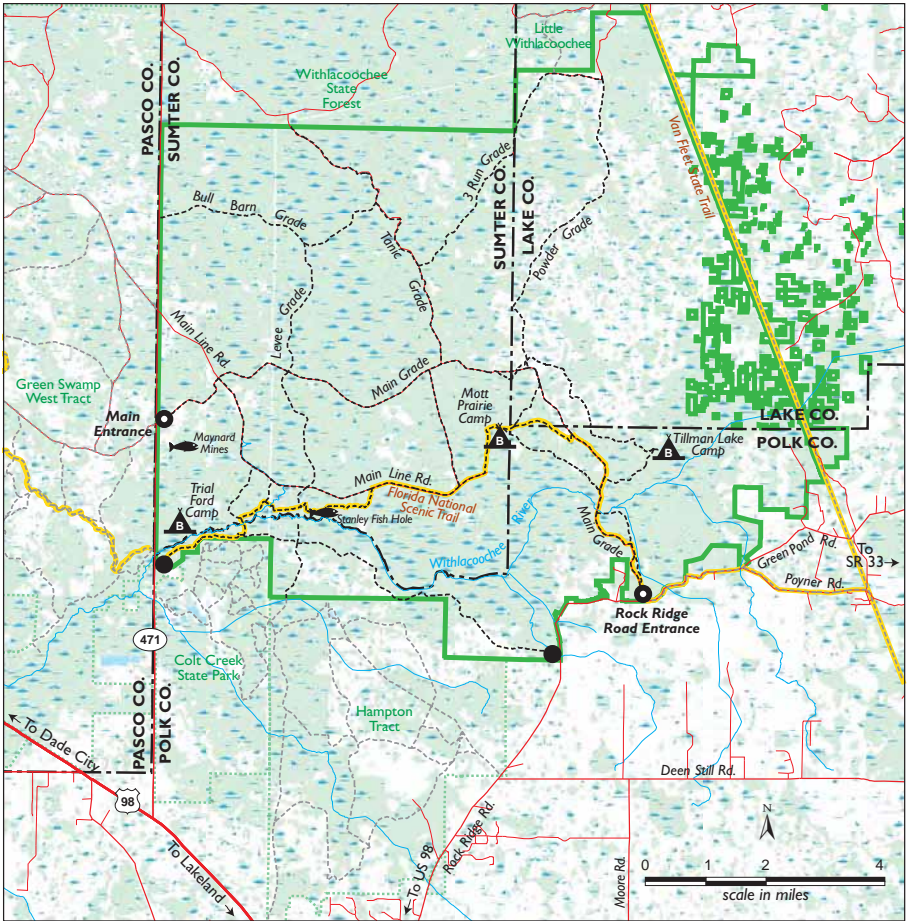 Little
Withlacoochee
Withlacoochee
State
Forest
PASCO CO.
SUMTER CO.
Van Fleet State Trail
3 Run Grade
Bull Barn Grade
SUMTER CO.
LAKE CO.
Powder Grade
Tanic Grade
Levee Grade
Main Line Rd.
Main Grade
Green Swamp
West Tract
Main
Entrance
Mott
Prairie
Camp
B
LAKE CO.
POLK CO.
Maynard
Mines
Tillman Lake
Camp
B
Main Line Rd.
Trial
Ford
Camp
B
Florida National
Scenic Trail
Stanley Fish Hole
Withlacoochee River
Main Grade
Green Pond Rd.
To
SR 33
Poyner Rd.
Rock Ridge
Road Entrance
471
Colt Creek
State Park
PASCO CO.
POLK CO.
Hampton
Tract
To Dade City
98
Deen Still Rd.
To Lakeland
To US 98
Rock Ridge Rd.
Moore Rd.
N
0 1 2 4
scale in miles